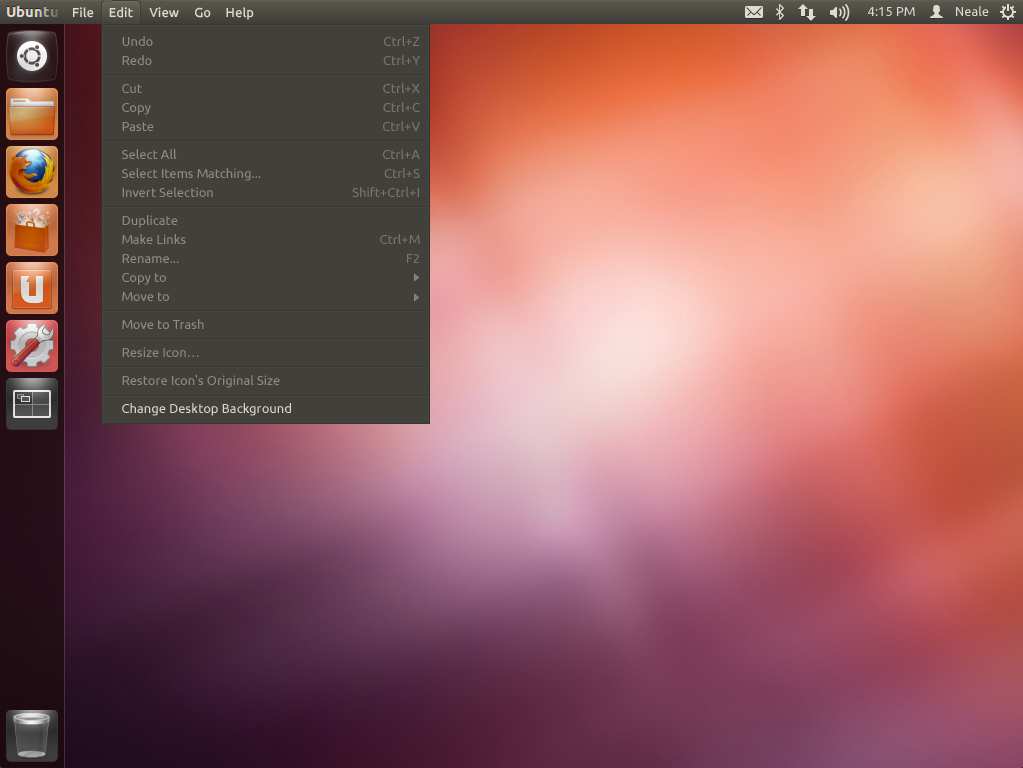 Ubuntu File Edit View Go Help 4:15 PM Neale
Undo Ctrl+Z
Redo Ctrl+Y
Cut Ctrl+X
Copy Ctrl+C
Paste Ctrl+V
Select All Ctrl+A
Select Items Matching... Ctrl+S
Invert Selection Shift+Ctrl+I
Duplicate
Make Links Ctrl+M
Rename... F2
Copy to
Move to
Move to Trash
Resize Icon…
Restore Icon's Original Size
Change Desktop Background